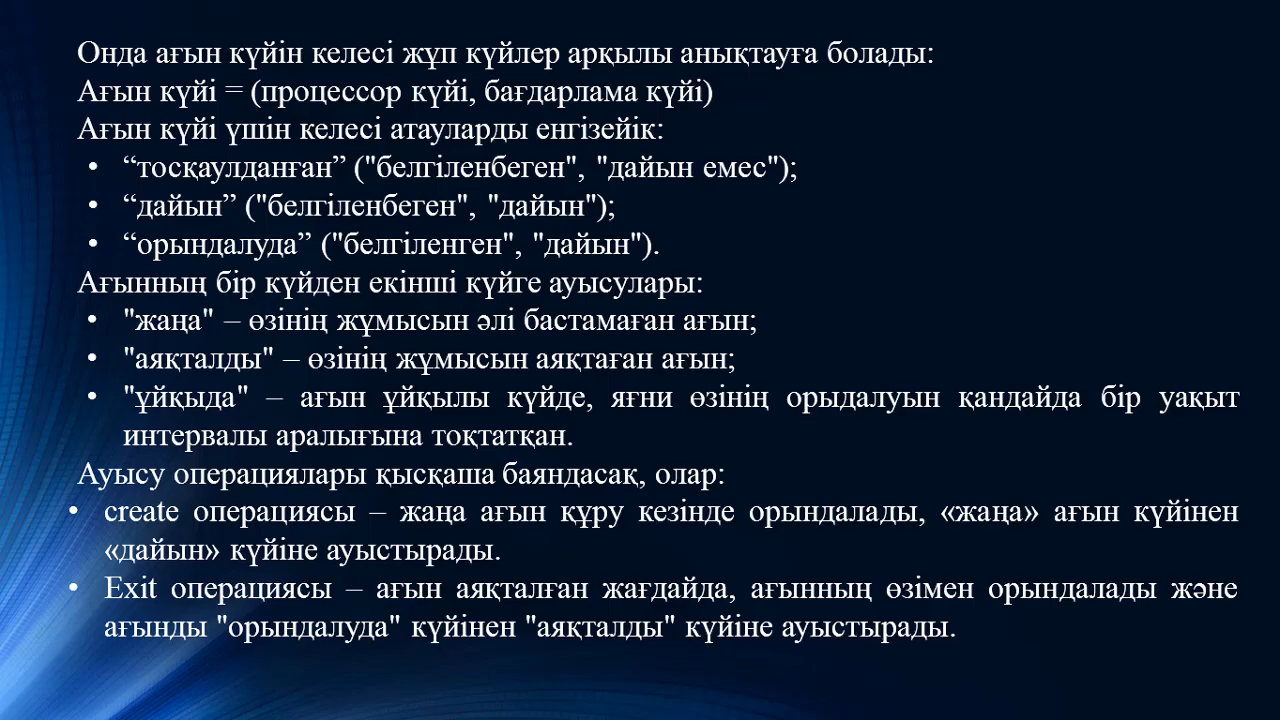 Онда ағын күйін келесі жұп күйлер арқылы анықтауға болады:
Ағын күйі = (процессор күйі, бағдарлама күйі)
Ағын күйі үшін келесі атауларды енгізейік:
• “тосқаулданған” ("белгіленбеген", "дайын емес");
• “дайын” ("белгіленбеген", "дайын");
• “орындалуда” ("белгіленген", "дайын").
Ағынның бір күйден екінші күйге ауысулары:
• "жаңа" – өзінің жұмысын әлі бастамаған ағын;
• "аяқталды" – өзінің жұмысын аяқтаған ағын;
• "ұйқыда" – ағын ұйқылы күйде, яғни өзінің орыдалуын қандайда бір уақыт
интервалы аралығына тоқтатқан.
Ауысу операциялары қысқаша баяндасақ, олар:
• create операциясы – жаңа ағын құру кезінде орындалады, «жаңа» ағын күйінен
«дайын» күйіне ауыстырады.
• Exit операциясы – ағын аяқталған жағдайда, ағынның өзімен орындалады және
ағынды "орындалуда" күйінен "аяқталды" күйіне ауыстырады.